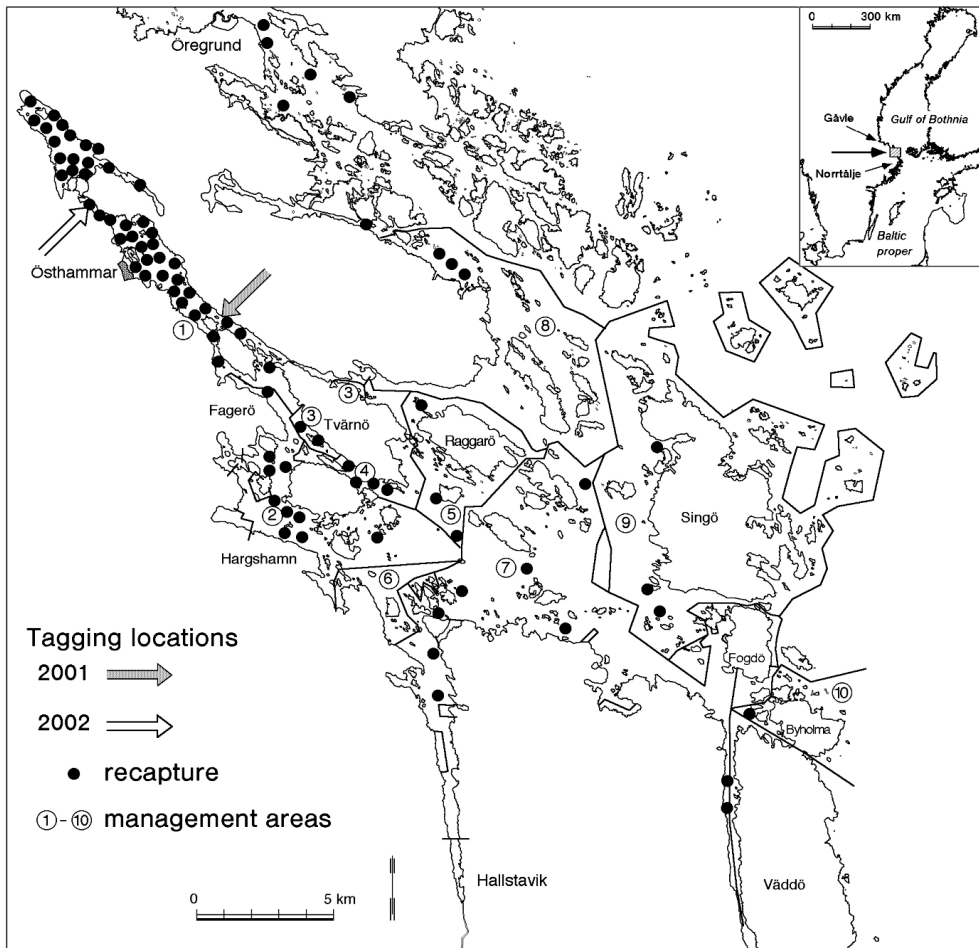 Öregrund
0 300 km
Gävle
Gulf of Bothnia
Norrtälje
Baltic
proper
Östhammar
①
⑧
③
Fagerö
③
Tvärnö
Raggarö
④
②
⑤
⑨
Singö
Hargshamn
⑥
⑦
Tagging locations
2001
2002
recapture
①-⑩ management areas
Fogdö
⑩
Byholma
0 5 km
Hallstavik
Väddö